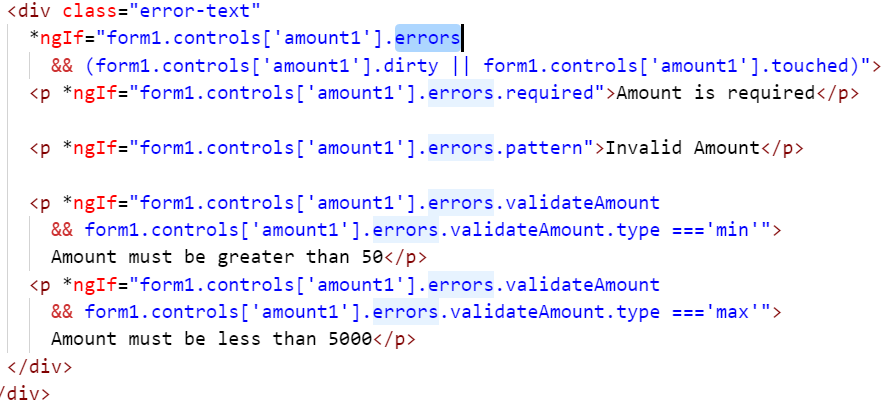 <div class="error-text"
*ngIf="form1.controls['amount1'].errors
&& (form1.controls['amount1'].dirty || form1.controls['amount1'].touched)">
<p *ngIf="form1.controls['amount1'].errors.required">Amount is required</p>
<p *ngIf="form1.controls['amount1'].errors.pattern">Invalid Amount</p>
<p *ngIf="form1.controls['amount1'].errors.validateAmount
&& form1.controls['amount1'].errors.validateAmount.type ==='min'">
Amount must be greater than 50</p>
<p *ngIf="form1.controls['amount1'].errors.validateAmount
&& form1.controls['amount1'].errors.validateAmount.type ==='max'">
Amount must be less than 5000</p>
</div>
/div>